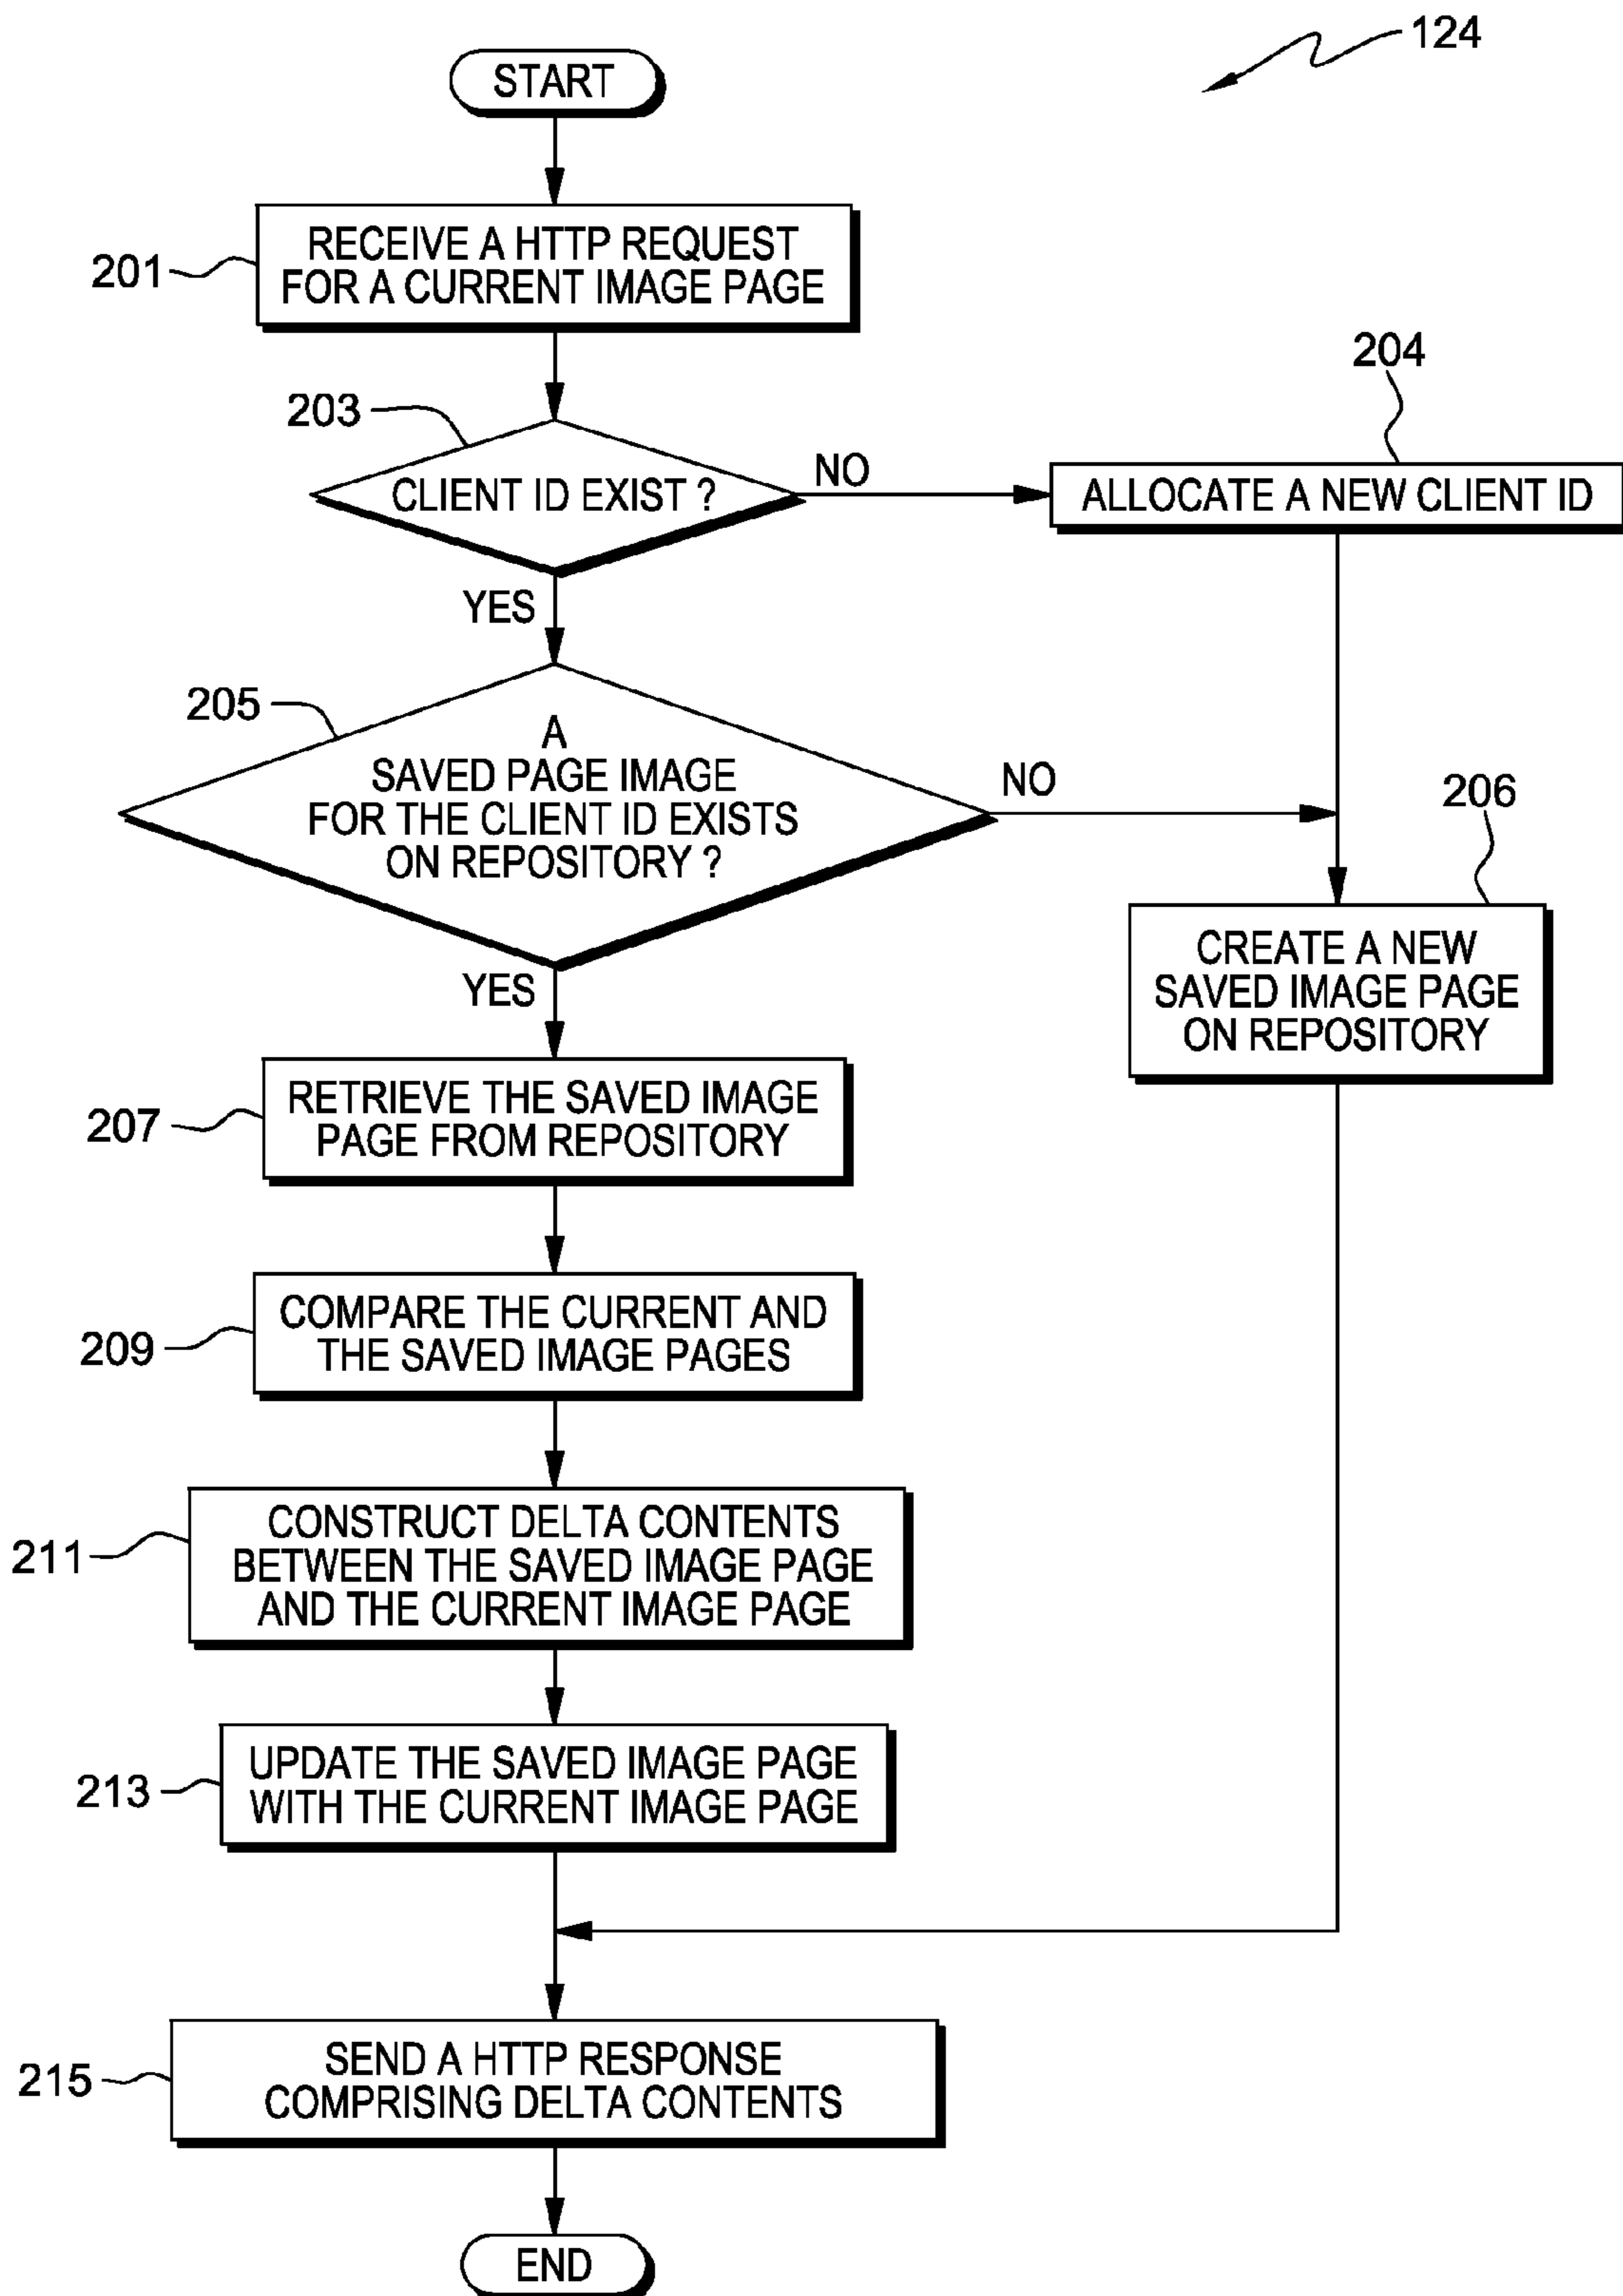 124
START
201
RECEIVE A HTTP REQUEST
FOR A CURRENT IMAGE PAGE
203
CLIENT ID EXIST ?
NO
204
ALLOCATE A NEW CLIENT ID
YES
205
A
SAVED PAGE IMAGE
FOR THE CLIENT ID EXISTS
ON REPOSITORY ?
NO
206
CREATE A NEW
SAVED IMAGE PAGE
ON REPOSITORY
YES
207
RETRIEVE THE SAVED IMAGE
PAGE FROM REPOSITORY
209
COMPARE THE CURRENT AND
THE SAVED IMAGE PAGES
211
CONSTRUCT DELTA CONTENTS
BETWEEN THE SAVED IMAGE PAGE
AND THE CURRENT IMAGE PAGE
213
UPDATE THE SAVED IMAGE PAGE
WITH THE CURRENT IMAGE PAGE
215
SEND A HTTP RESPONSE
COMPRISING DELTA CONTENTS
END